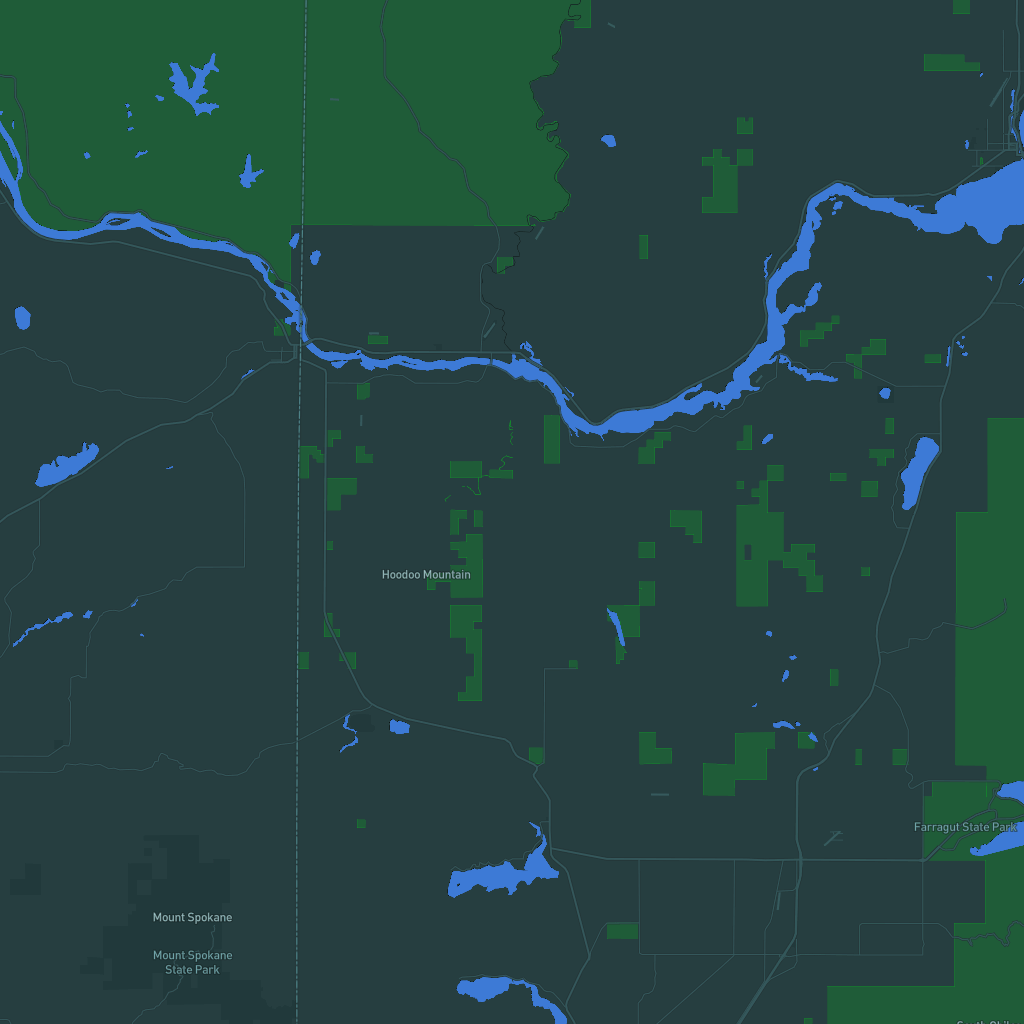 Hoodoo Mountain
Farragut State Park
Mount Spokane
Mount Spokane
State Park